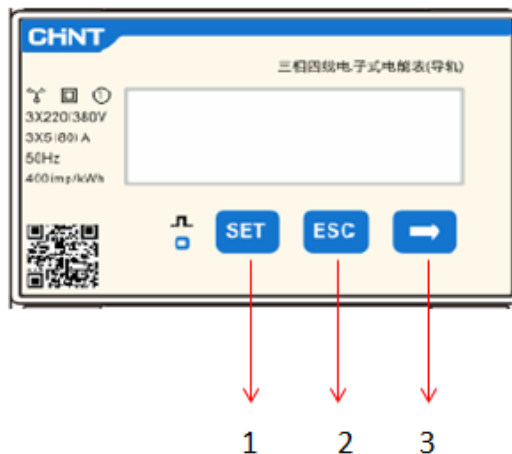 CHNT
三相四线电子式电能表(导轨)
3X220/380V
3X5(80)A
50Hz
400imp/kWh
SET
ESC
1
2
3